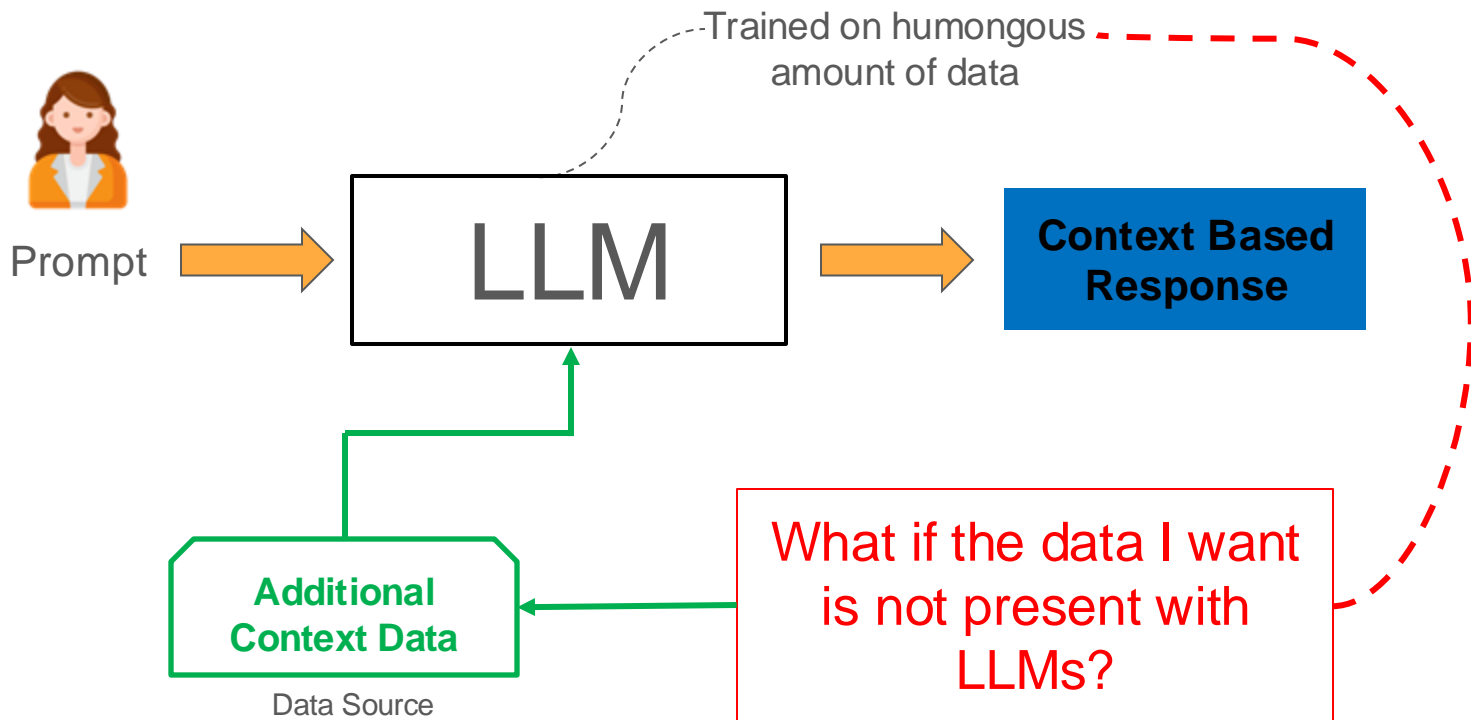 Trained on humongous
amount of data
Prompt
LLM
Context Based
Response
Additional
Context Data
Data Source
What if the data I want
is not present with
LLMs?